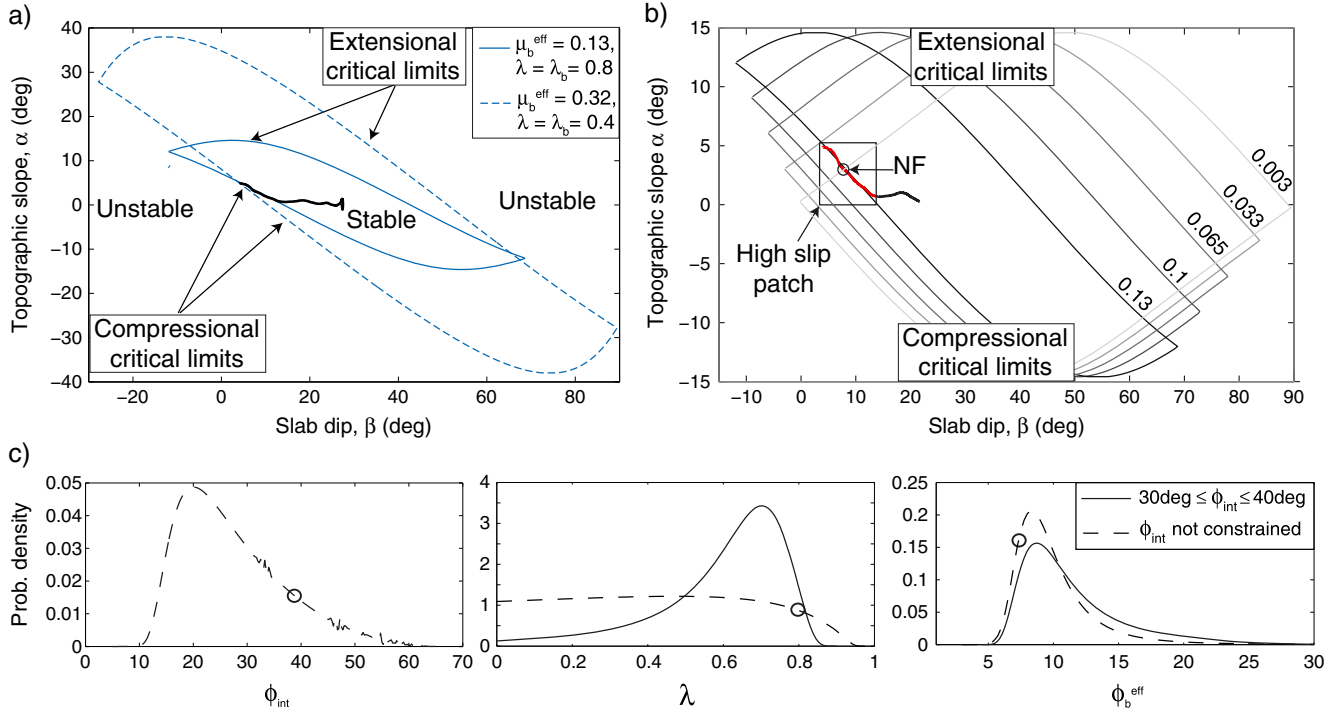 a)
40
30
20
10
0
−10
−20
−30
−40
Topographic slope, α (deg)
−20
0
20
40
60
80
Slab dip, β (deg)
Extensional
critical limits
μb^eff = 0.13,
λ = λb= 0.8
μb^eff = 0.32,
λ = λb= 0.4
Unstable
Stable
Unstable
Compressional
critical limits
b)
15
10
5
0
−5
−10
−15
Topographic slope α (deg)
−10
0
10
20
30
40
50
60
70
80
90
Slab dip, β (deg)
Extensional
critical limits
NF
High slip
patch
Compressional
critical limits
0.003
0.033
0.065
0.1
0.13
c)
0.05
0.04
0.03
0.02
0.01
0
Prob. density
0
10
20
30
40
50
60
70
ϕint
4
3
2
1
0
0
0.2
0.4
0.6
0.8
1
λ
0.25
0.2
0.15
0.1
0.05
0
5
10
15
20
25
30
ϕb^eff
30deg ≤ ϕint ≤ 40deg
ϕint not constrained